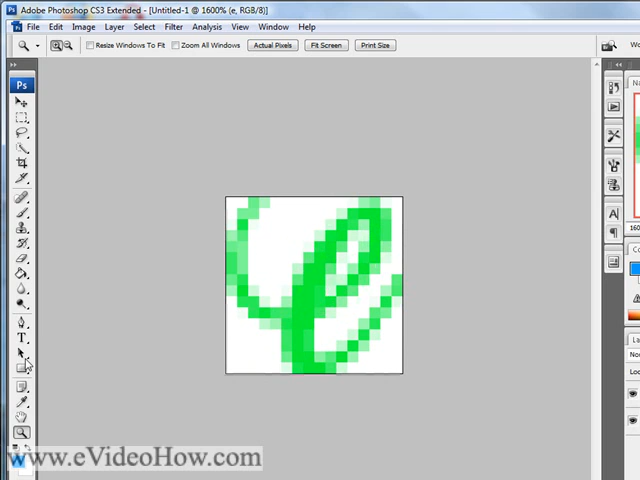 Adobe Photoshop CS3 Extended - [Untitled-1 @ 1600% (e, RGB/8)]
File Edit Image Layer Select Filter Analysis View Window Help
Resize Windows To Fit Zoom All Windows Actual Pixels Fit Screen Print Size
Ps
T
A
e
www.eVideoHow.com